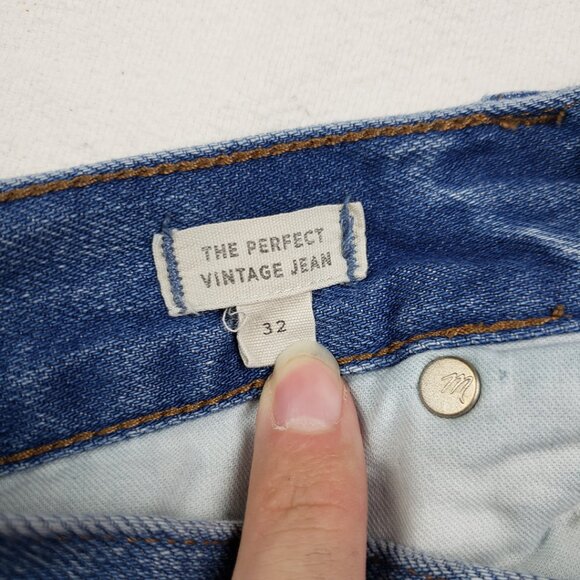 THE PERFECT
VINTAGE JEAN
32
m